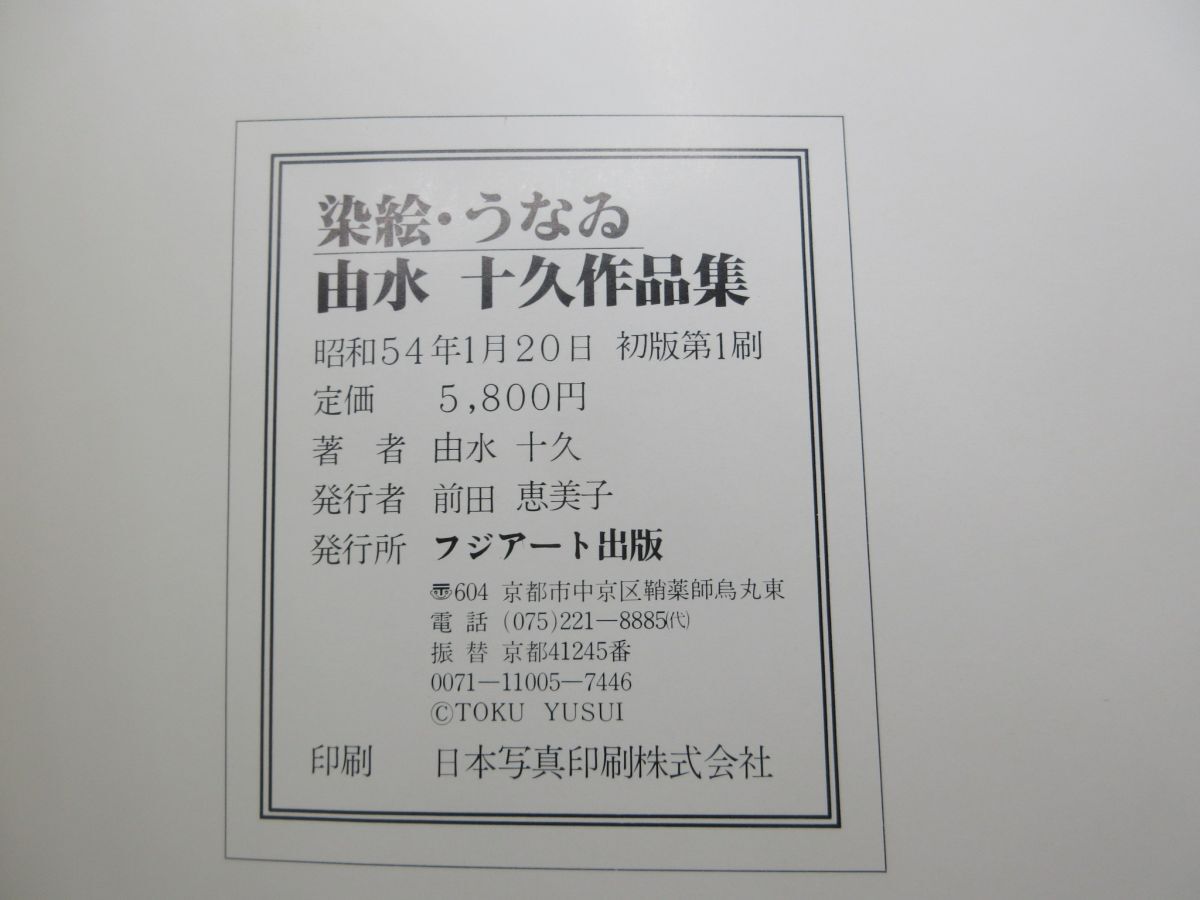 染絵・うなゐ
由水 十久作品集
昭和54年1月20日 初版第1刷
定価 5,800円
著 者 由水 十久
発行者 前田 恵美子
発行所 フジアート出版
〠604 京都市中京区鞘薬師烏丸東
電 話 (075)221―8885㈹
振 替 京都41245番
0071―11005―7446
©TOKU YUSUI
印刷 日本写真印刷株式会社